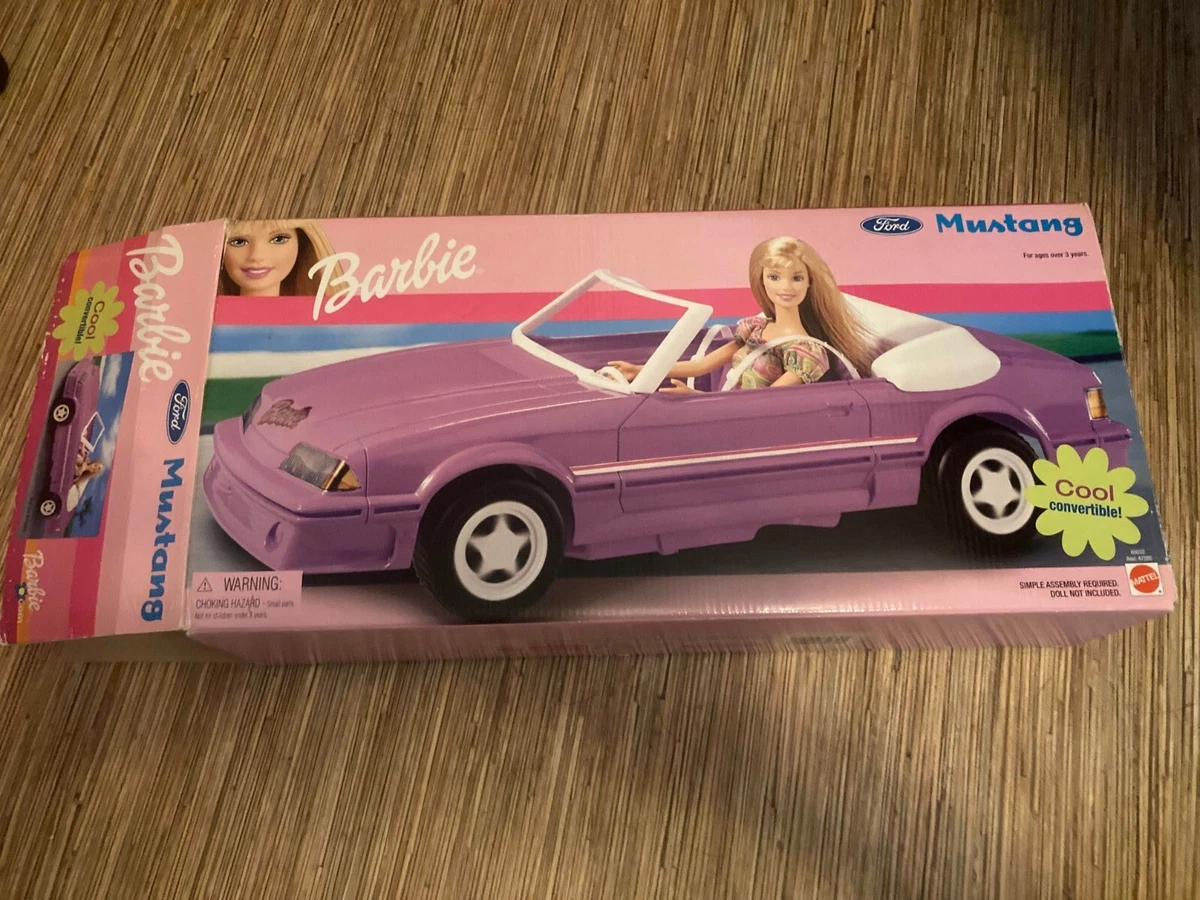 Barbie
Ford Mustang
For ages over 3 years.
Barbie
Cool
convertible!
WARNING:
CHOKING HAZARD - Small parts
Not for children under 3 years.
SIMPLE ASSEMBLY REQUIRED.
DOLL NOT INCLUDED.
MATTEL
Barbie
Ford
Mustang
Cool
convertible!
Barbie